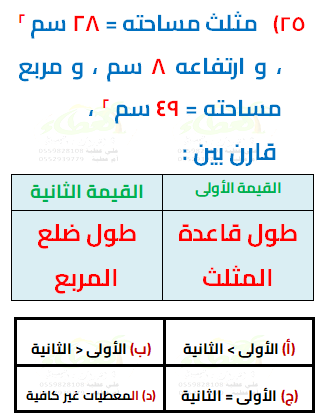 ٢٥) مثلث مساحته = ٢٨ سم ٢
، و ارتفاعه ٨ سم ، و مربع
مساحته = ٤٩ سم ٢ ،
قارن بين :
القيمة الأولى القيمة الثانية
طول قاعدة المثلث
طول ضلع المربع
(أ) الأولى > الثانية (ب) الأولى < الثانية
(ج) الأولى = الثانية (د) المعطيات غير كافية